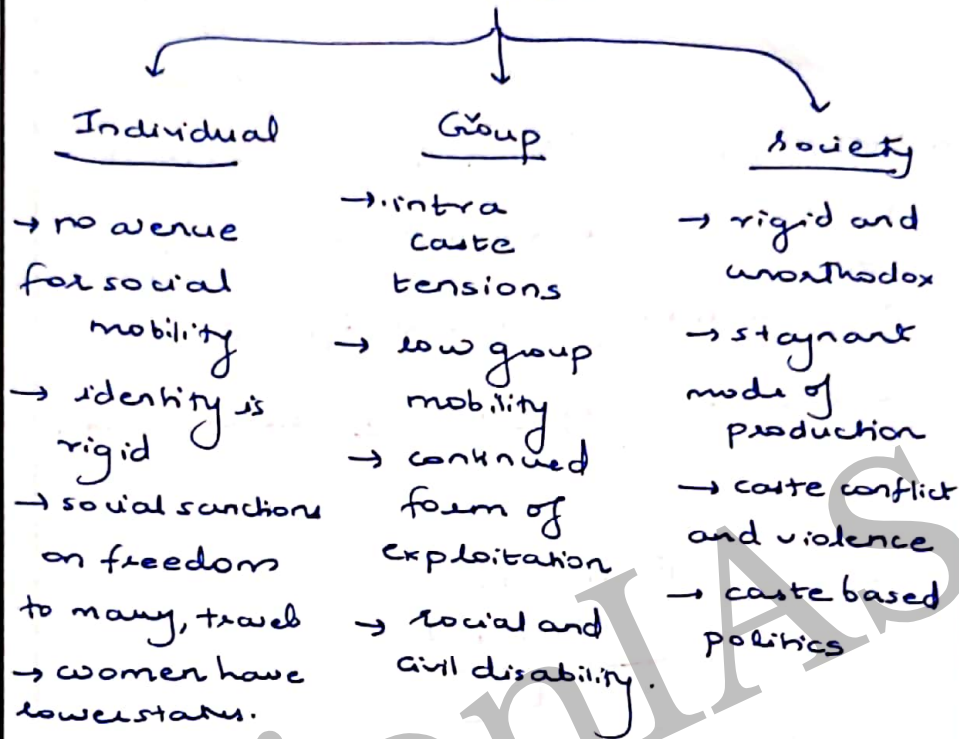 Individual
→ no avenue
for social
mobility
→ identity is
rigid
→ social sanctions
on freedom
to marry, travel
→ women have
lower status.
Group
→ intra
caste
tensions
→ low group
mobility
→ continued
form of
exploitation
→ social and
civil disability.
Society
→ rigid and
unorthodox
→ stagnant
mode of
production
→ caste conflict
and violence
→ caste based
politics